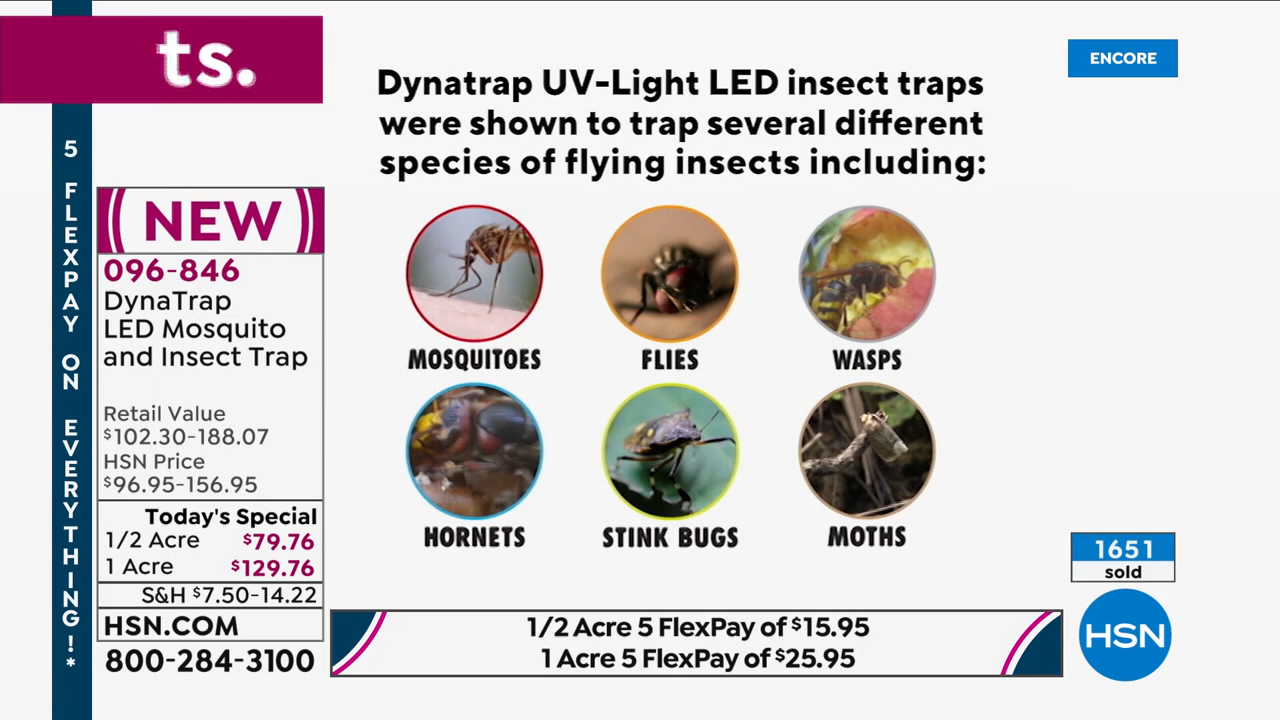 ts.
ENCORE
Dynatrap UV-Light LED insect traps
were shown to trap several different
species of flying insects including:
5 FLEXPAY ON EVERYTHING!*
NEW
096-846
DynaTrap
LED Mosquito
and Insect Trap
Retail Value
$102.30-188.07
HSN Price
$96.95-156.95
Today's Special
1/2 Acre $79.76
1 Acre $129.76
S&H $7.50-14.22
HSN.COM
800-284-3100
MOSQUITOES
FLIES
WASPS
HORNETS
STINK BUGS
MOTHS
1651
sold
HSN
1/2 Acre 5 FlexPay of $15.95
1 Acre 5 FlexPay of $25.95